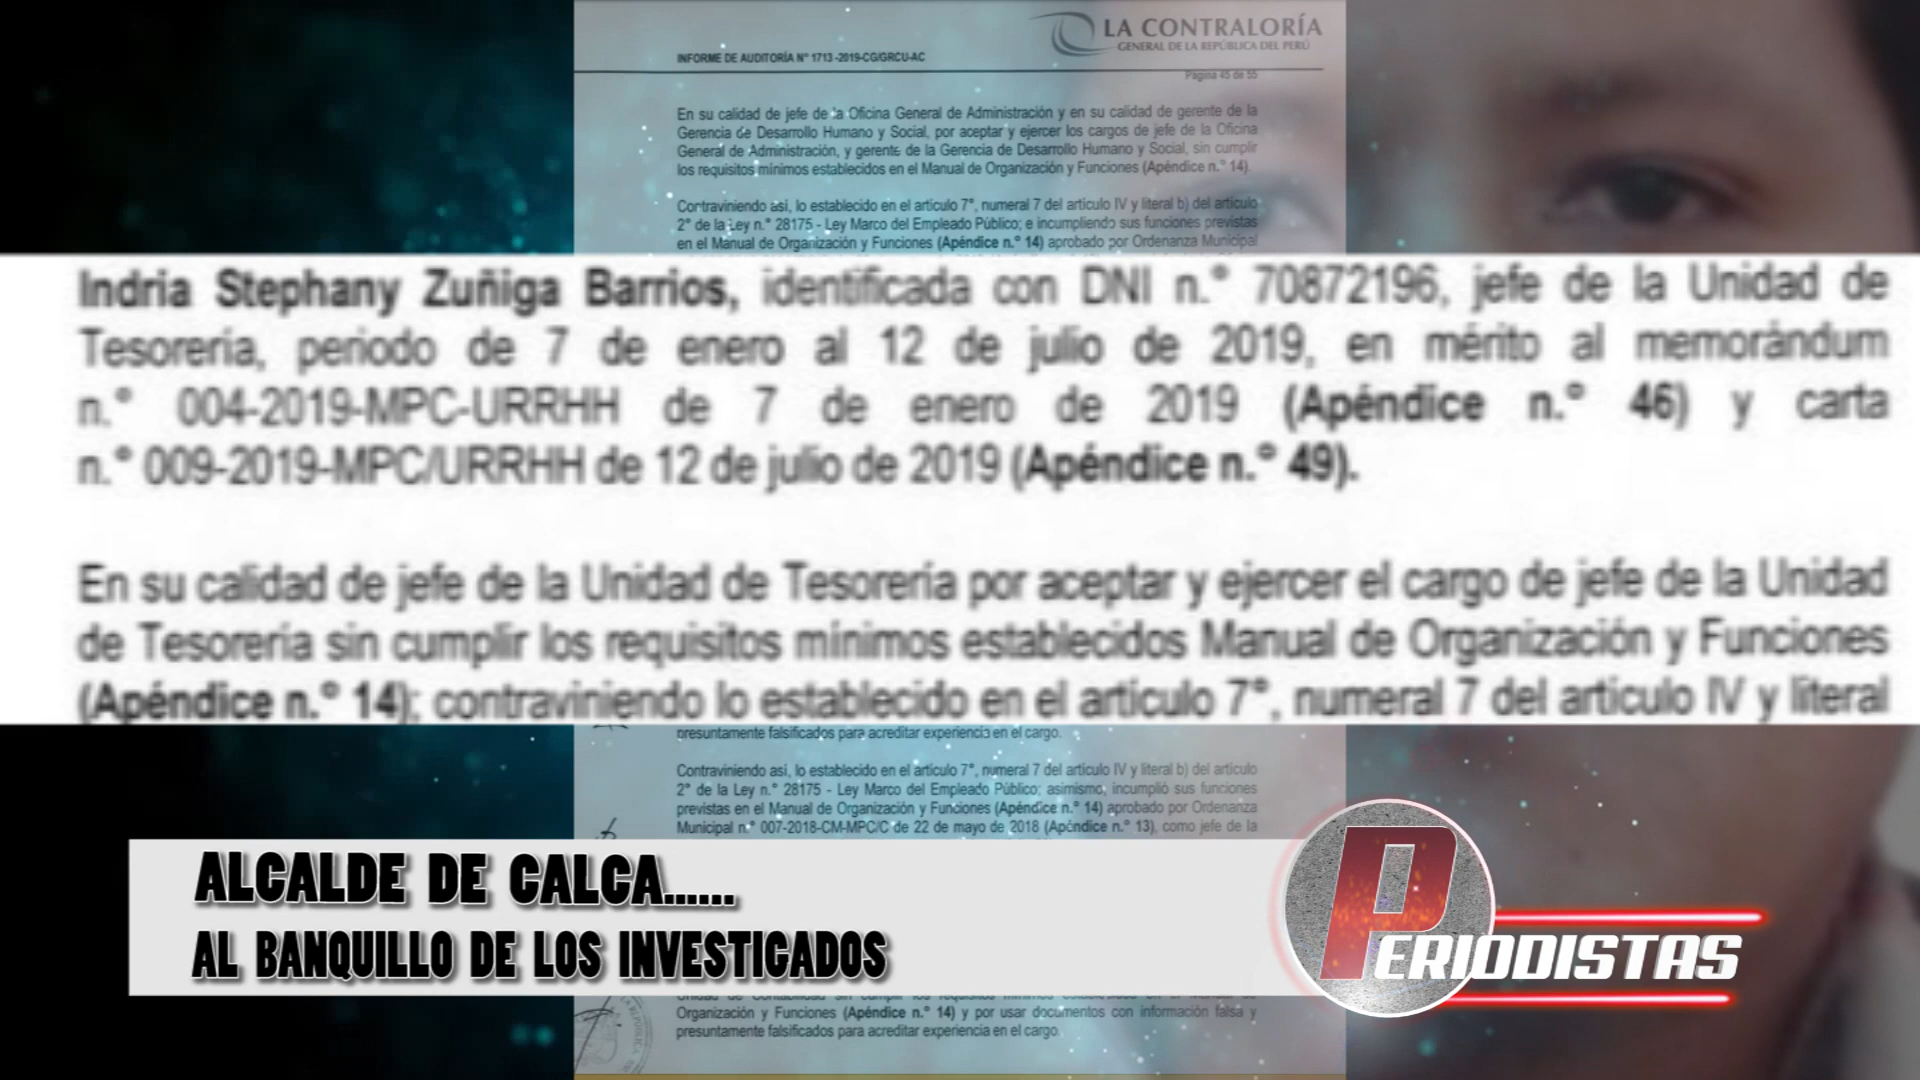 LA CONTRALORÍA
GENERAL DE LA REPÚBLICA DEL PERÚ
INFORME DE AUDITORÍA N° 1713-2019-CG/GRCU-AC
Página 45 de 55
En su calidad de jefe de la Oficina General de Administración y en su calidad de gerente de la
Gerencia de Desarrollo Humano y Social, por aceptar y ejercer los cargos de jefe de la Oficina
General de Administración, y gerente de la Gerencia de Desarrollo Humano y Social, sin cumplir
los requisitos mínimos establecidos en el Manual de Organización y Funciones (Apéndice n.° 14).
Contraviniendo así, lo establecido en el artículo 7°, numeral 7 del artículo IV y literal b) del artículo
2° de la Ley n.° 28175 - Ley Marco del Empleado Público; e incumpliendo sus funciones previstas
en el Manual de Organización y Funciones (Apéndice n.° 14) aprobado por Ordenanza Municipal
Indria Stephany Zuñiga Barrios, identificada con DNI n.° 70872196, jefe de la Unidad de
Tesorería, periodo de 7 de enero al 12 de julio de 2019, en mérito al memorándum
n.° 004-2019-MPC-URRHH de 7 de enero de 2019 (Apéndice n.° 46) y carta
n.° 009-2019-MPC/URRHH de 12 de julio de 2019 (Apéndice n.° 49).
En su calidad de jefe de la Unidad de Tesorería por aceptar y ejercer el cargo de jefe de la Unidad
de Tesorería sin cumplir los requisitos mínimos establecidos Manual de Organización y Funciones
(Apéndice n.° 14); contraviniendo lo establecido en el artículo 7°, numeral 7 del artículo IV y literal
presuntamente falsificados para acreditar experiencia en el cargo.
Contraviniendo así, lo establecido en el artículo 7°, numeral 7 del artículo IV y literal b) del artículo
2° de la Ley n.° 28175 - Ley Marco del Empleado Público; asimismo, incumplió sus funciones
previstas en el Manual de Organización y Funciones (Apéndice n.° 14) aprobado por Ordenanza
Municipal n.° 007-2018-CM-MPC/C de 22 de mayo de 2018 (Apéndice n.° 13), como jefe de la
ALCALDE DE CALCA......
AL BANQUILLO DE LOS INVESTIGADOS
PERIODISTAS
Organización y Funciones (Apéndice n.° 14) y por usar documentos con información falsa y
presuntamente falsificados para acreditar experiencia en el cargo.